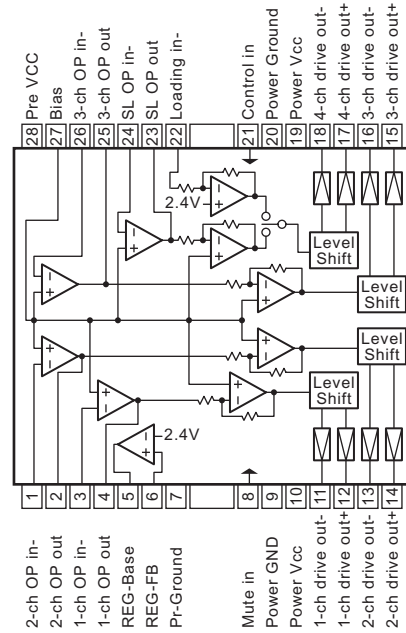 28 Pre VCC
27 Bias
26 3-ch OP in-
25 3-ch OP out
24 SL OP in-
23 SL OP out
22 Loading in-
21 Control in
20 Power Ground
19 Power Vcc
18 4-ch drive out-
17 4-ch drive out+
16 3-ch drive out-
15 3-ch drive out+
2.4V
Level
Shift
Level
Shift
Level
Shift
Level
Shift
2.4V
1 2-ch OP in-
2 2-ch OP out
3 1-ch OP in-
4 1-ch OP out
5 REG-Base
6 REG-FB
7 Pr-Ground
8 Mute in
9 Power GND
10 Power Vcc
11 1-ch drive out-
12 1-ch drive out+
13 2-ch drive out-
14 2-ch drive out+